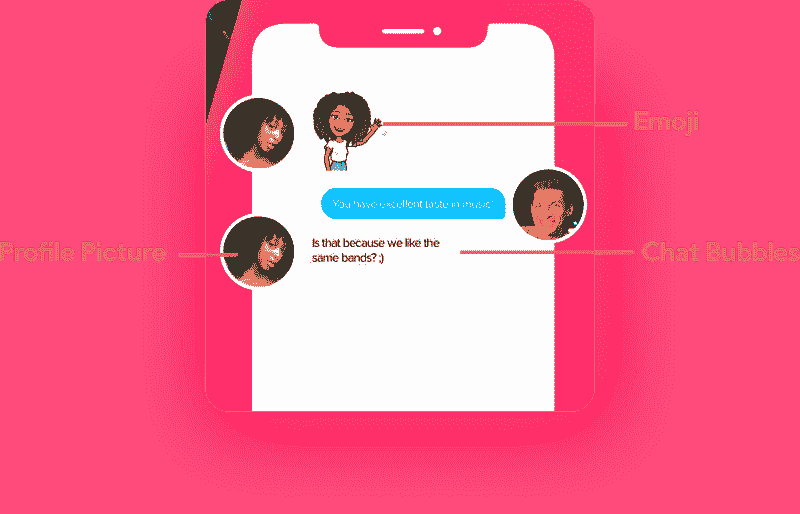 Emoji
You have excellent taste in music!
Profile Picture
Is that because we like the
same bands? ;)
Chat Bubbles